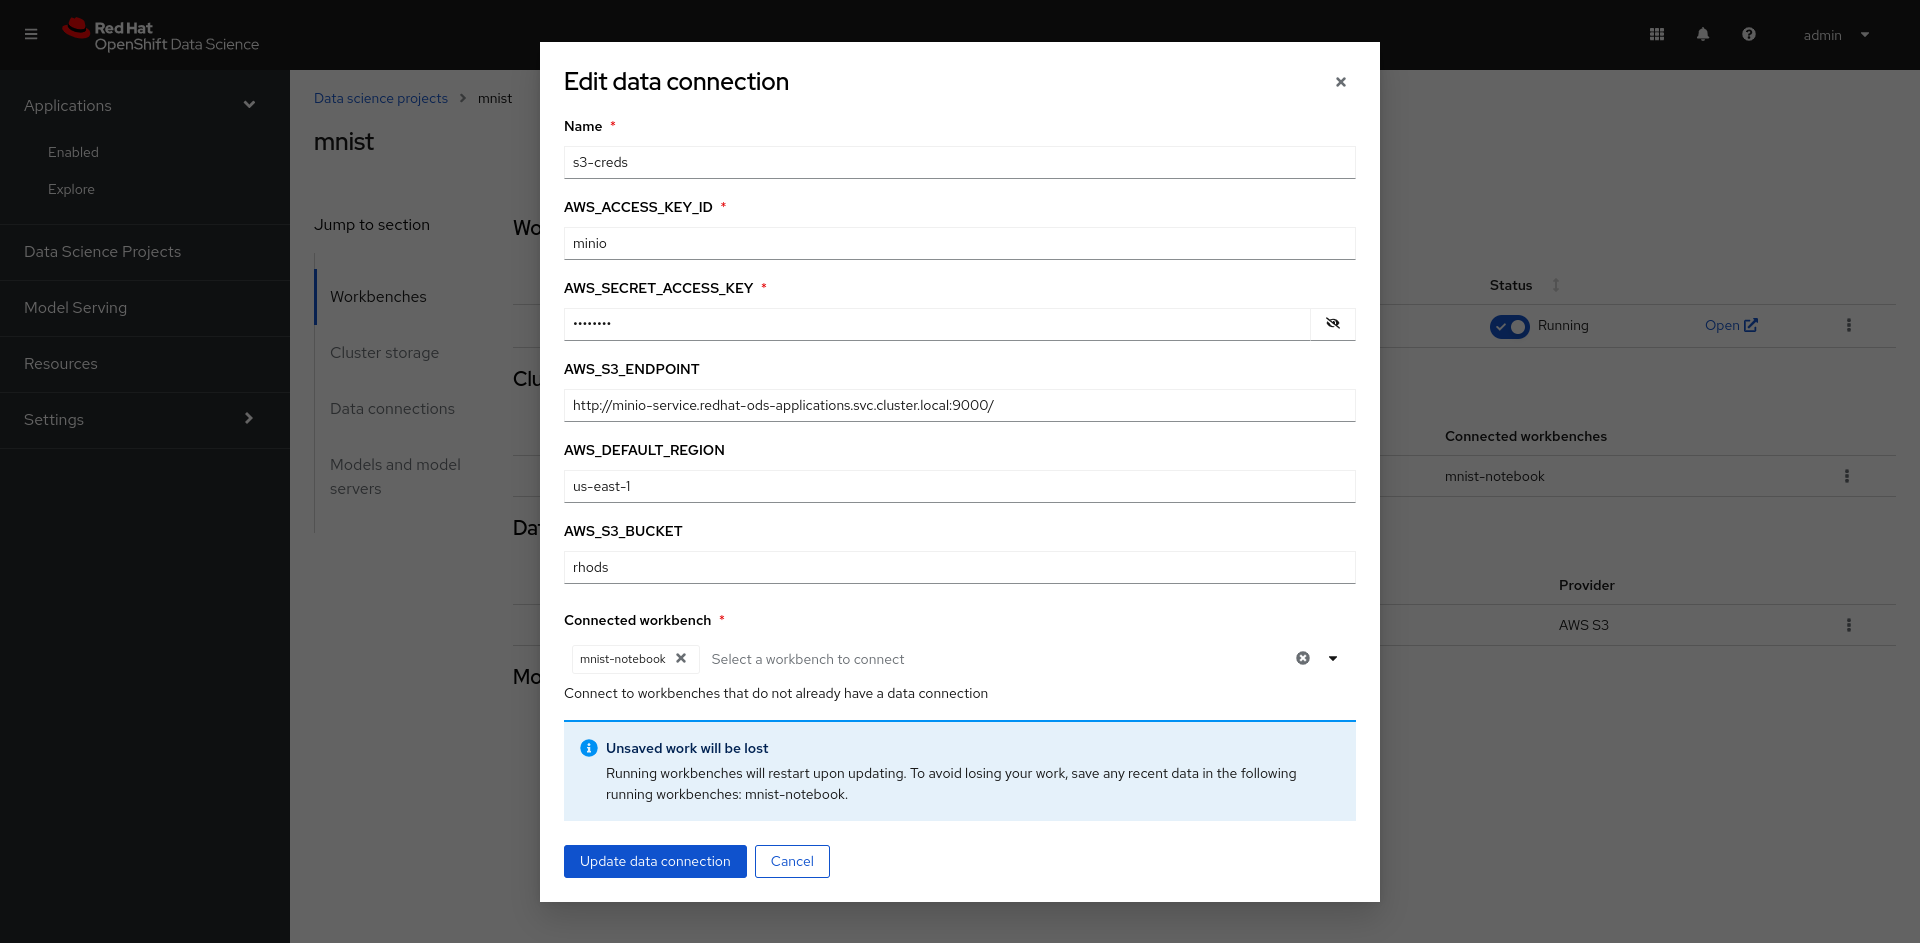 Red Hat
OpenShift Data Science
admin
Applications
Enabled
Explore
Data Science Projects
Model Serving
Resources
Settings
Data science projects > mnist
mnist
Jump to section
Workbenches
Cluster storage
Data connections
Models and model
servers
Wo
Status
Running
Open
Clu
Connected workbenches
mnist-notebook
Dat
Provider
AWS S3
Mo
Edit data connection
Name *
s3-creds
AWS_ACCESS_KEY_ID *
minio
AWS_SECRET_ACCESS_KEY *
••••••••
AWS_S3_ENDPOINT
http://minio-service.redhat-ods-applications.svc.cluster.local:9000/
AWS_DEFAULT_REGION
us-east-1
AWS_S3_BUCKET
rhods
Connected workbench *
mnist-notebook Select a workbench to connect
Connect to workbenches that do not already have a data connection
Unsaved work will be lost
Running workbenches will restart upon updating. To avoid losing your work, save any recent data in the following
running workbenches: mnist-notebook.
Update data connection
Cancel